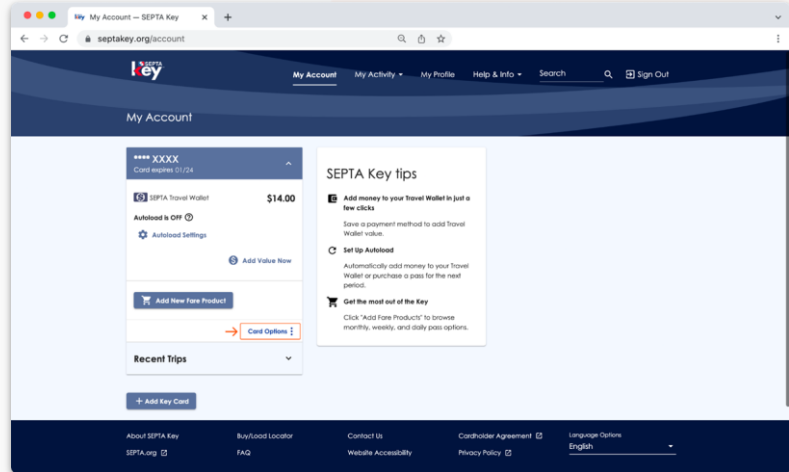 key My Account — SEPTA Key
septakey.org/account
SEPTA
key
My Account My Activity My Profile Help & Info Search Sign Out
My Account
**** XXXX
Card expires 01/24
SEPTA Travel Wallet $14.00
Autoload is OFF
Autoload Settings
Add Value Now
Add New Fare Product
Card Options
Recent Trips
+ Add Key Card
SEPTA Key tips
Add money to your Travel Wallet in just a
few clicks
Save a payment method to add Travel
Wallet value.
Set Up Autoload
Automatically add money to your Travel
Wallet or purchase a pass for the next
period.
Get the most out of the Key
Click "Add Fare Products" to browse
monthly, weekly, and daily pass options.
About SEPTA Key Buy/Load Locator Contact Us Cardholder Agreement Language Options
English
SEPTA.org FAQ Website Accessibility Privacy Policy